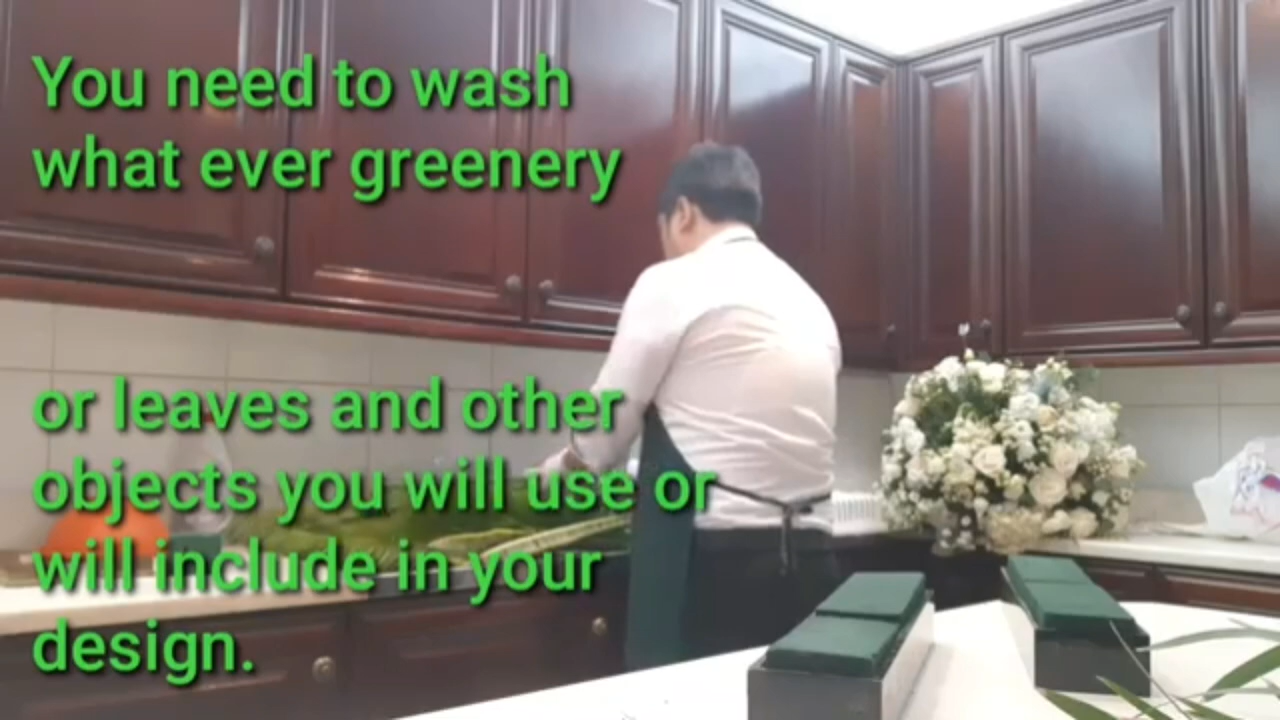 You need to wash
what ever greenery
or leaves and other
objects you will use or
will include in your
design.